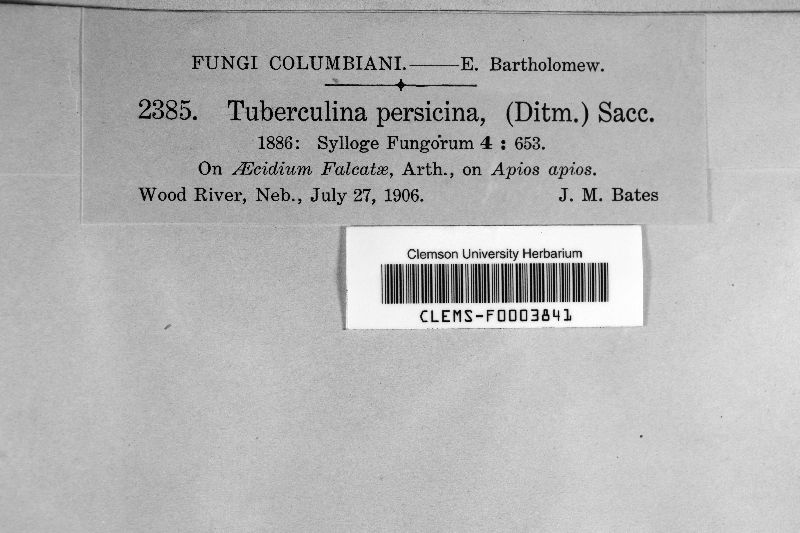 FUNGI COLUMBIANI.——E. Bartholomew.
2385. Tuberculina persicina, (Ditm.) Sacc.
1886: Sylloge Fungorum 4 : 653.
On Æcidium Falcatæ, Arth., on Apios apios.
Wood River, Neb., July 27, 1906. J. M. Bates
Clemson University Herbarium
CLEMS-F0003841